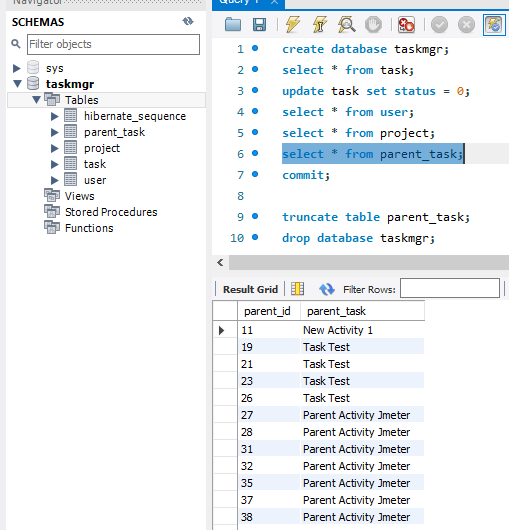 Navigator
Query 1
SCHEMAS
Filter objects
sys
taskmgr
Tables
hibernate_sequence
parent_task
project
task
user
Views
Stored Procedures
Functions
1 create database taskmgr;
2 select * from task;
3 update task set status = 0;
4 select * from user;
5 select * from project;
6 select * from parent_task;
7 commit;
8
9 truncate table parent_task;
10 drop database taskmgr;
Result Grid Filter Rows:
parent_id parent_task
11 New Activity 1
19 Task Test
21 Task Test
23 Task Test
26 Task Test
27 Parent Activity Jmeter
28 Parent Activity Jmeter
31 Parent Activity Jmeter
32 Parent Activity Jmeter
35 Parent Activity Jmeter
37 Parent Activity Jmeter
38 Parent Activity Jmeter